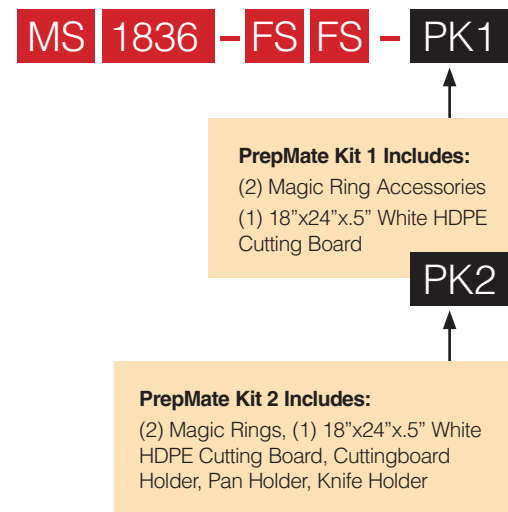 MS 1836 - FS FS - PK1
PrepMate Kit 1 Includes:
(2) Magic Ring Accessories
(1) 18”x24”x.5” White HDPE
Cutting Board
PK2
PrepMate Kit 2 Includes:
(2) Magic Rings, (1) 18”x24”x.5” White
HDPE Cutting Board, Cuttingboard
Holder, Pan Holder, Knife Holder